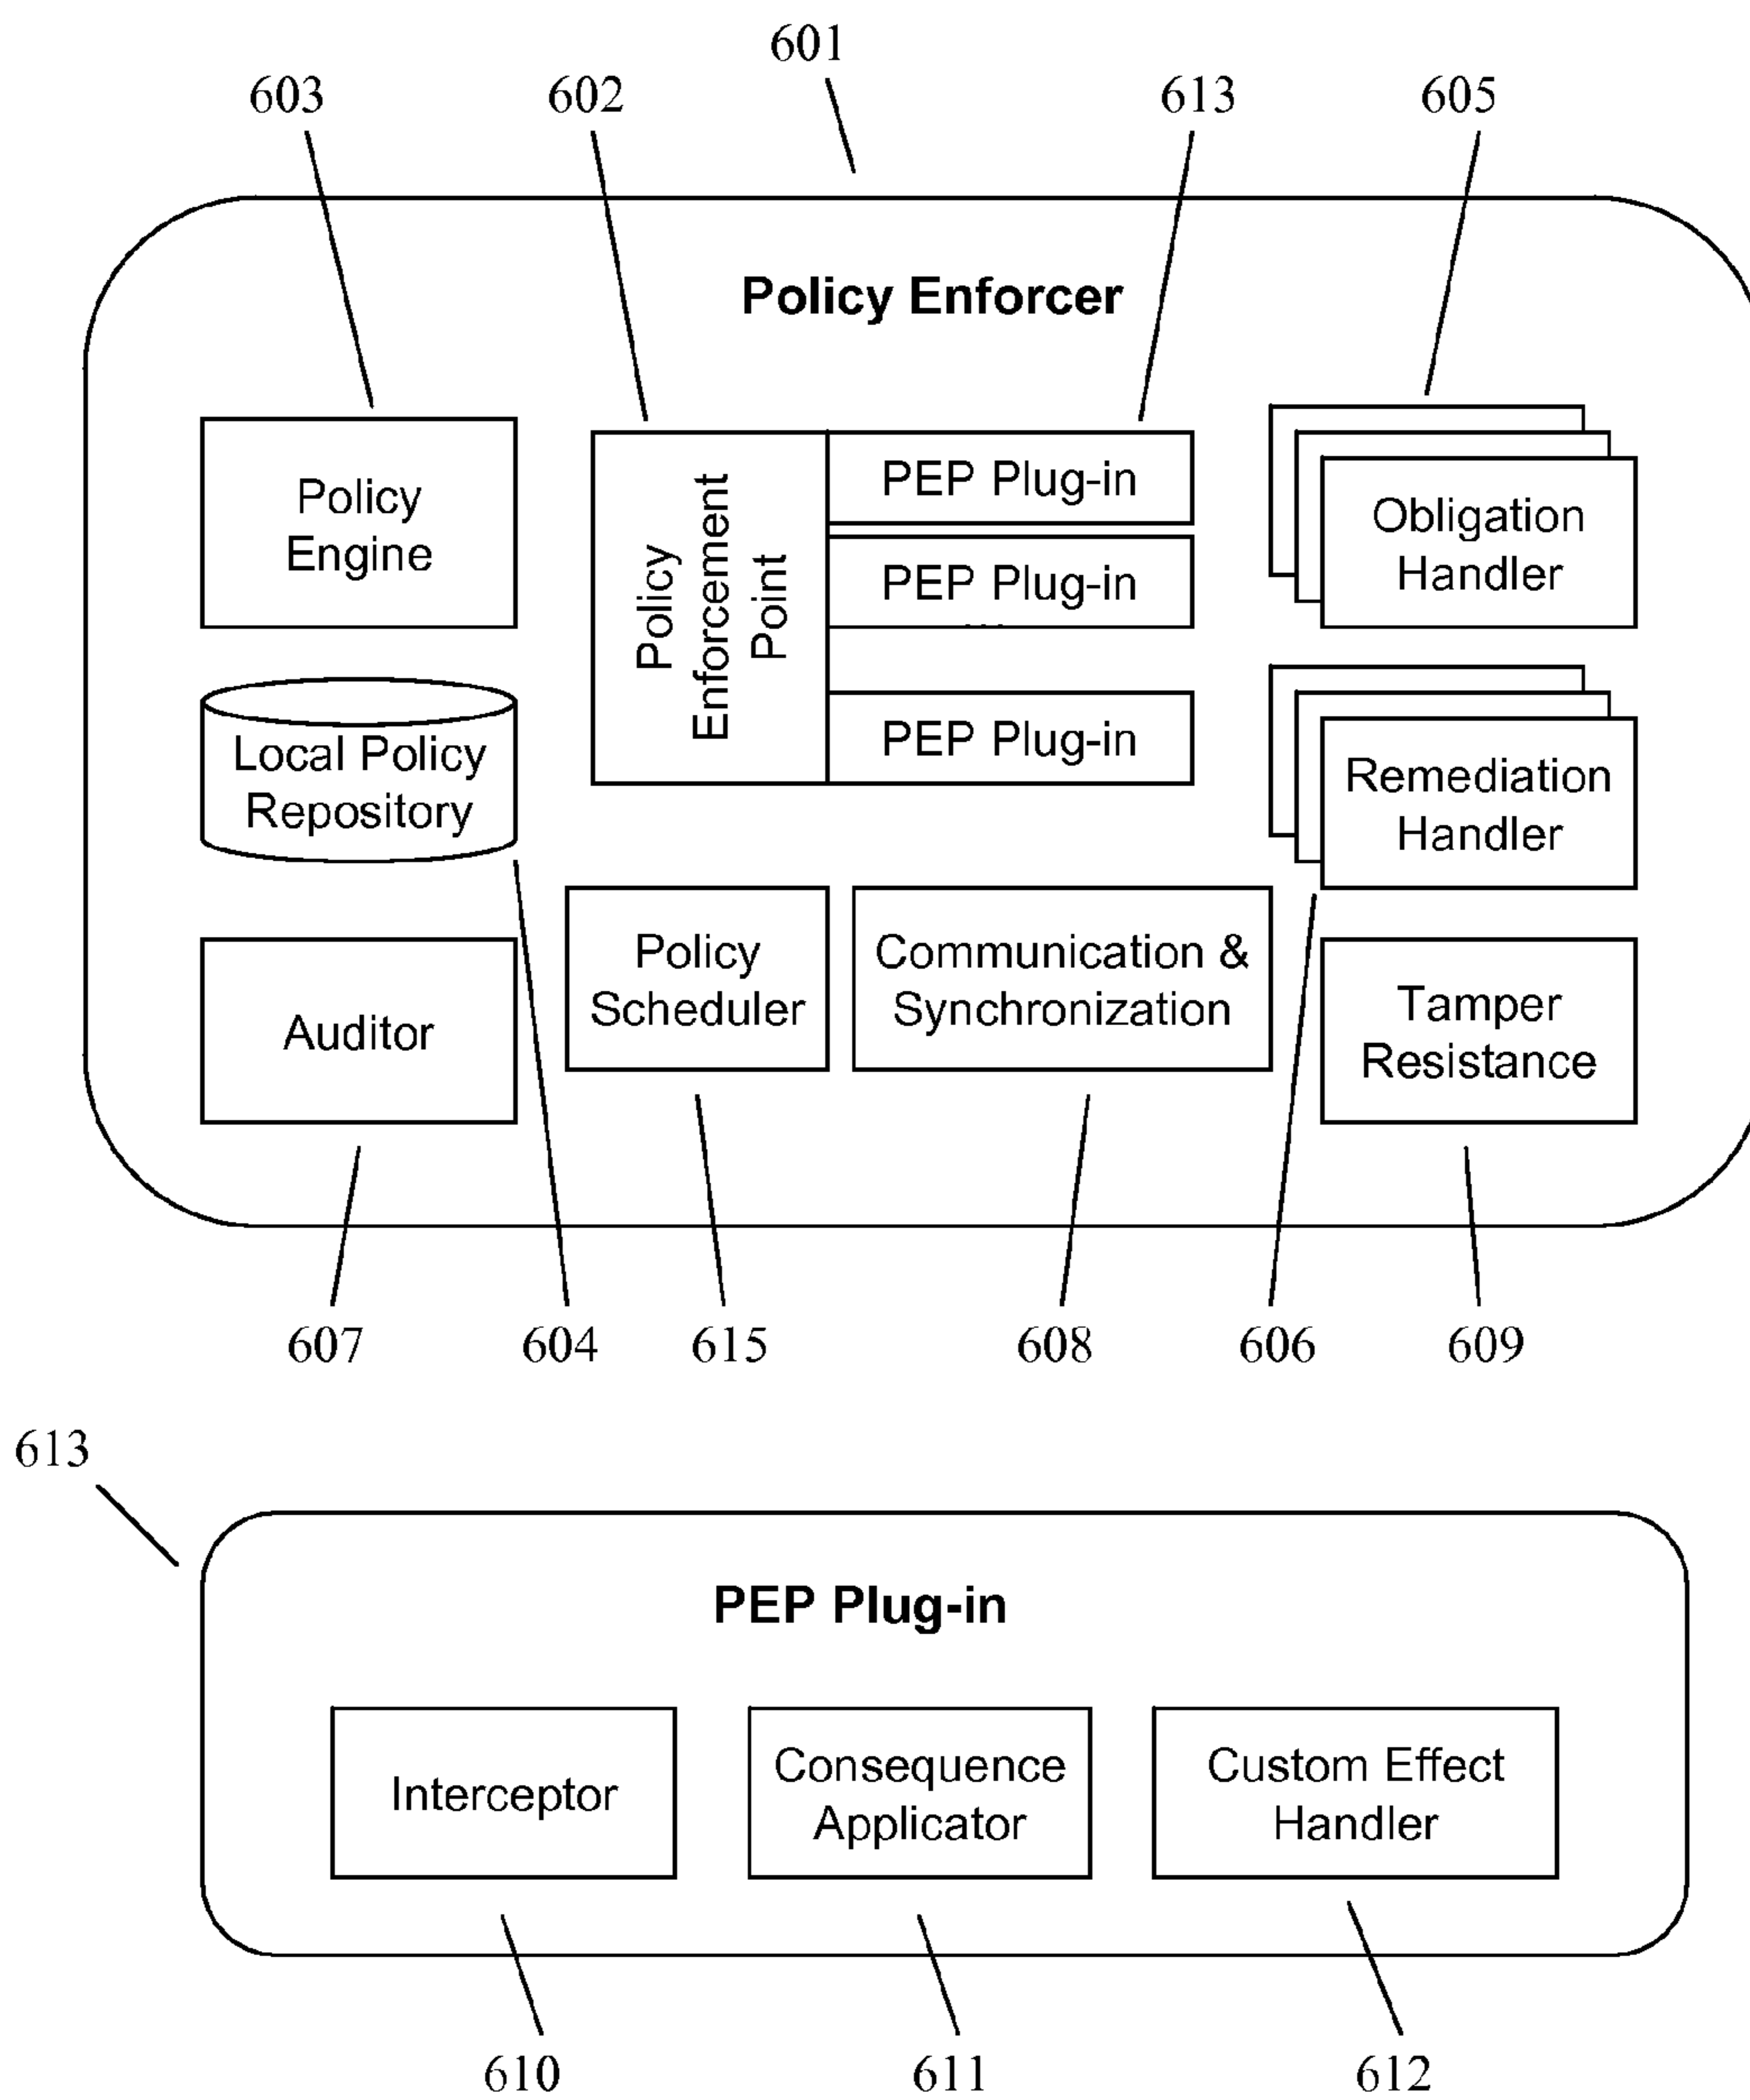 601
603
602
613
605
Policy Enforcer
Policy
Engine
Policy
Enforcement
Point
PEP Plug-in
PEP Plug-in
...
PEP Plug-in
Obligation
Handler
Local Policy
Repository
Remediation
Handler
Auditor
Policy
Scheduler
Communication &
Synchronization
Tamper
Resistance
607
604
615
608
606
609
613
PEP Plug-in
Interceptor
Consequence
Applicator
Custom Effect
Handler
610
611
612